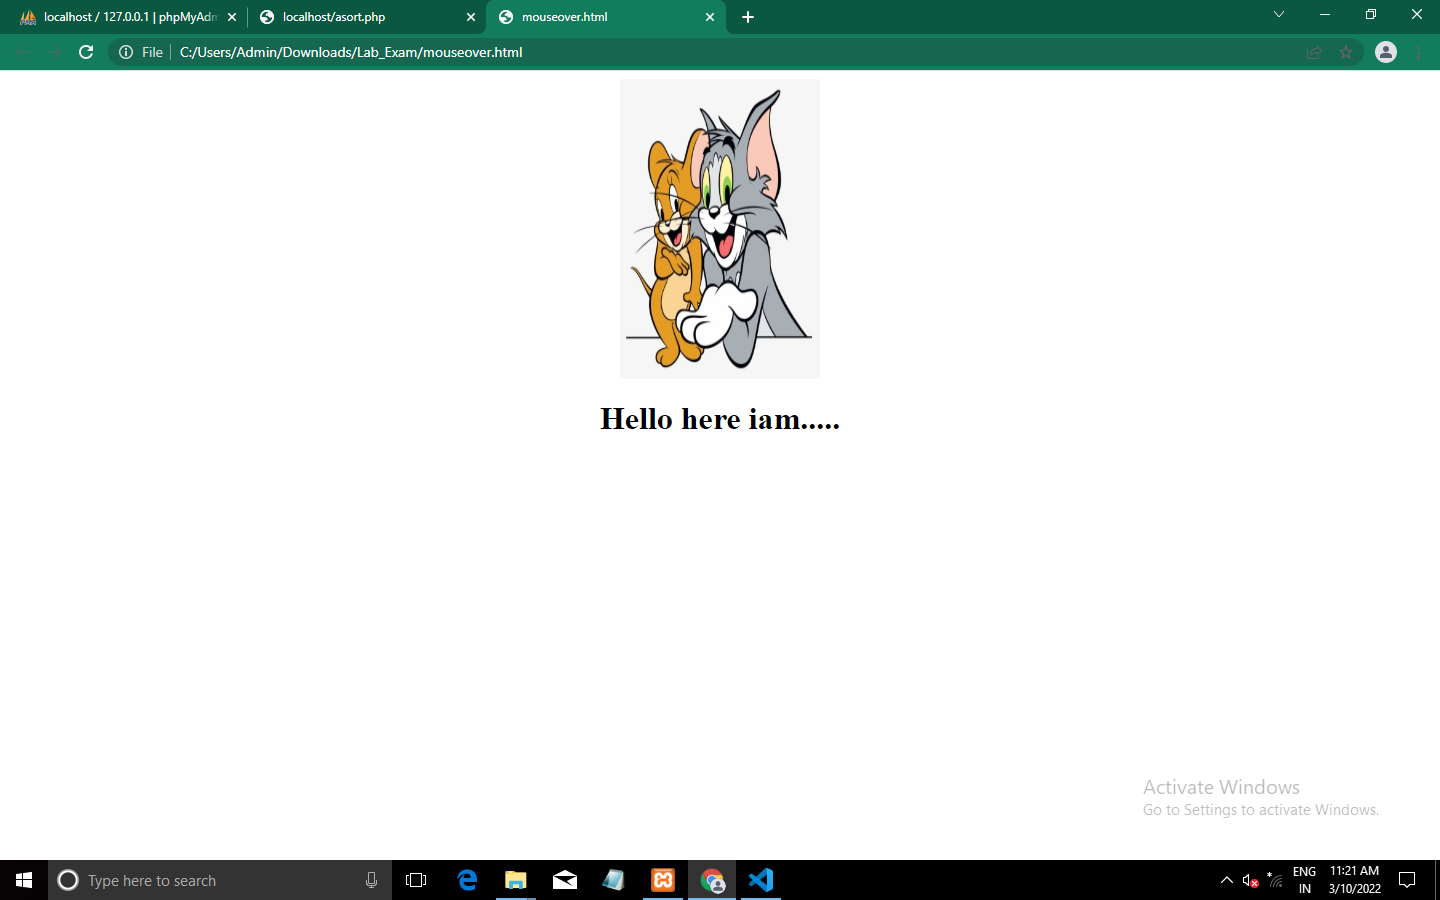 localhost / 127.0.0.1 | phpMyAdm
localhost/asort.php
mouseover.html
File
C:/Users/Admin/Downloads/Lab_Exam/mouseover.html
Hello here iam.....
Activate Windows
Go to Settings to activate Windows.
Type here to search
ENG
IN
11:21 AM
3/10/2022